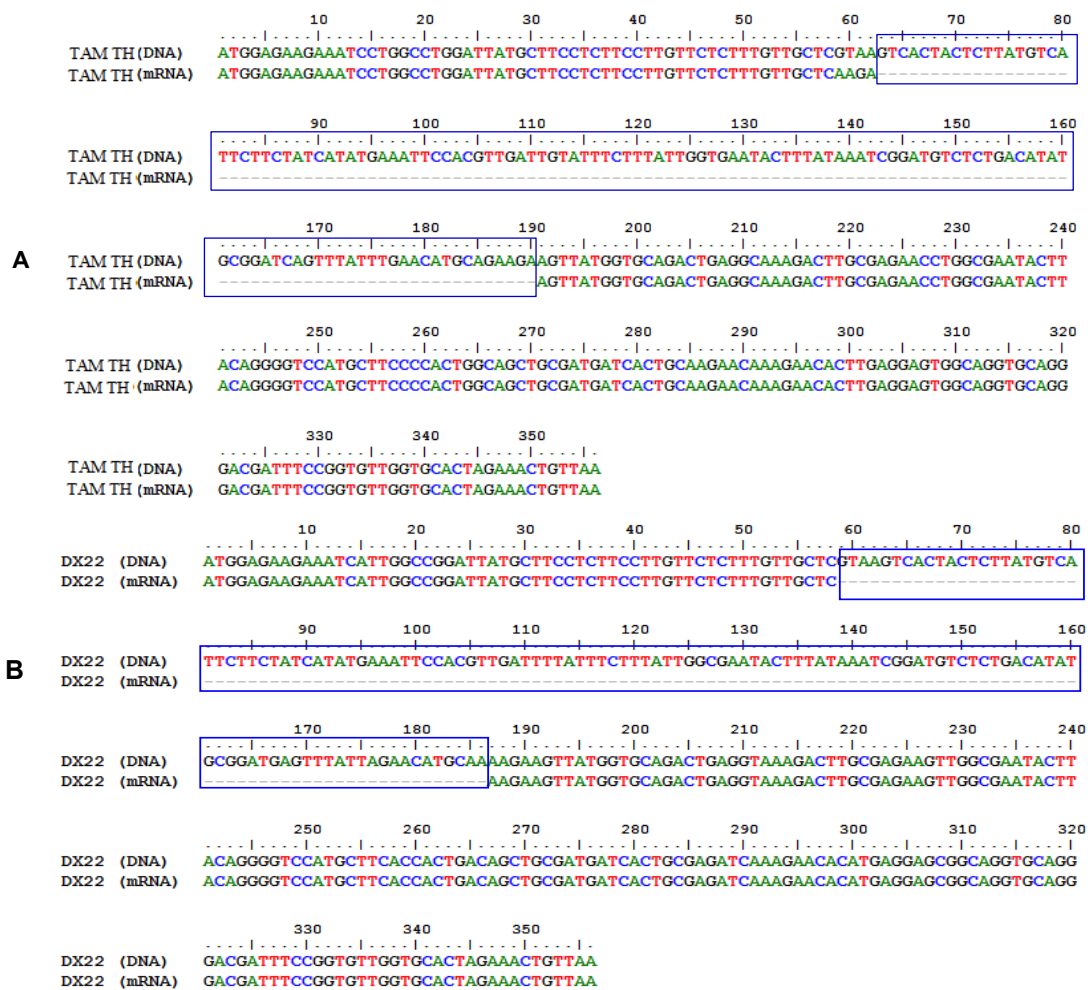 10 20 30 40 50 60 70 80
....|....|....|....|....|....|....|....|....|....|....|....|....|....|....|....|
TAM TH (DNA) ATGGAGAAGAAATCCTGGCCTGGATTATGCTTCCTCTTCCTTGTTCTCTTTGTTGCTCGTAAGTCACTACTCTTATGTCA
TAM TH (mRNA) ATGGAGAAGAAATCCTGGCCTGGATTATGCTTCCTCTTCCTTGTTCTCTTTGTTGCTCAAGA------------------
90 100 110 120 130 140 150 160
....|....|....|....|....|....|....|....|....|....|....|....|....|....|....|....|
TAM TH (DNA) TTCTTCTATCATATGAAATTCCACGTTGATTGTATTTCTTTATTGGTGAATACTTTATAAATCGGATGTCTCTGACATAT
TAM TH (mRNA) --------------------------------------------------------------------------------
170 180 190 200 210 220 230 240
....|....|....|....|....|....|....|....|....|....|....|....|....|....|....|....|
A
TAM TH (DNA) GCGGATCAGTTTATTTGAACATGCAGAAGAAGTTATGGTGCAGACTGAGGCAAAGACTTGCGAGAACCTGGCGAATACTT
TAM TH (mRNA) ------------------------------AGTTATGGTGCAGACTGAGGCAAAGACTTGCGAGAACCTGGCGAATACTT
250 260 270 280 290 300 310 320
....|....|....|....|....|....|....|....|....|....|....|....|....|....|....|....|
TAM TH (DNA) ACAGGGGTCCATGCTTCCCCACTGGCAGCTGCGATGATCACTGCAAGAACAAAGAACACTTGAGGAGTGGCAGGTGCAGG
TAM TH (mRNA) ACAGGGGTCCATGCTTCCCCACTGGCAGCTGCGATGATCACTGCAAGAACAAAGAACACTTGAGGAGTGGCAGGTGCAGG
330 340 350
....|....|....|....|....|....|....|.
TAM TH (DNA) GACGATTTCCGGTGTTGGTGCACTAGAAACTGTTAA
TAM TH (mRNA) GACGATTTCCGGTGTTGGTGCACTAGAAACTGTTAA
10 20 30 40 50 60 70 80
....|....|....|....|....|....|....|....|....|....|....|....|....|....|....|....|
DX22 (DNA) ATGGAGAAGAAATCATTGGCCGGATTATGCTTCCTCTTCCTTGTTCTCTTTGTTGCTCGTAAGTCACTACTCTTATGTCA
DX22 (mRNA) ATGGAGAAGAAATCATTGGCCGGATTATGCTTCCTCTTCCTTGTTCTCTTTGTTGCTC----------------------
90 100 110 120 130 140 150 160
....|....|....|....|....|....|....|....|....|....|....|....|....|....|....|....|
B
DX22 (DNA) TTCTTCTATCATATGAAATTCCACGTTGATTTTATTTCTTTATTGGCGAATACTTTATAAATCGGATGTCTCTGACATAT
DX22 (mRNA) --------------------------------------------------------------------------------
170 180 190 200 210 220 230 240
....|....|....|....|....|....|....|....|....|....|....|....|....|....|....|....|
DX22 (DNA) GCGGATGAGTTTATTAGAACATGCAAAAGAAGTTATGGTGCAGACTGAGGTAAAGACTTGCGAGAAGTTGGCGAATACTT
DX22 (mRNA) --------------------------AAGAAGTTATGGTGCAGACTGAGGTAAAGACTTGCGAGAAGTTGGCGAATACTT
250 260 270 280 290 300 310 320
....|....|....|....|....|....|....|....|....|....|....|....|....|....|....|....|
DX22 (DNA) ACAGGGGTCCATGCTTCACCACTGACAGCTGCGATGATCACTGCGAGATCAAAGAACACATGAGGAGCGGCAGGTGCAGG
DX22 (mRNA) ACAGGGGTCCATGCTTCACCACTGACAGCTGCGATGATCACTGCGAGATCAAAGAACACATGAGGAGCGGCAGGTGCAGG
330 340 350
....|....|....|....|....|....|....|.
DX22 (DNA) GACGATTTCCGGTGTTGGTGCACTAGAAACTGTTAA
DX22 (mRNA) GACGATTTCCGGTGTTGGTGCACTAGAAACTGTTAA